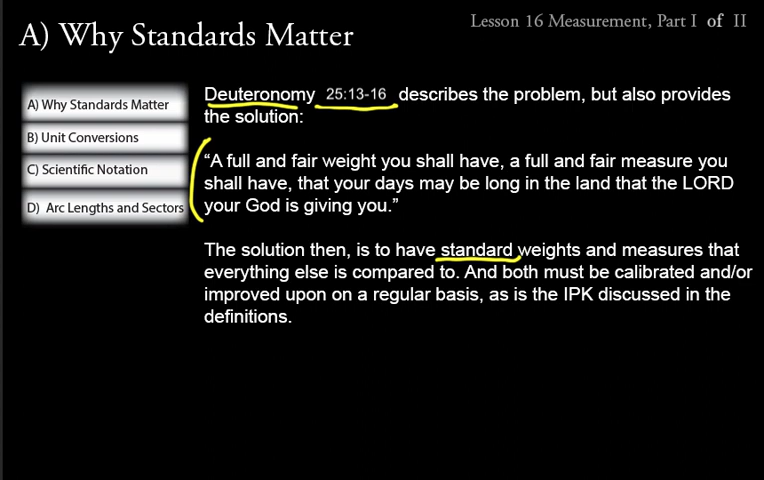 Lesson 16 Measurement, Part I of II
A) Why Standards Matter
A) Why Standards Matter
B) Unit Conversions
C) Scientific Notation
D) Arc Lengths and Sectors
Deuteronomy 25:13-16 describes the problem, but also provides
the solution:
“A full and fair weight you shall have, a full and fair measure you
shall have, that your days may be long in the land that the LORD
your God is giving you.”
The solution then, is to have standard weights and measures that
everything else is compared to. And both must be calibrated and/or
improved upon on a regular basis, as is the IPK discussed in the
definitions.